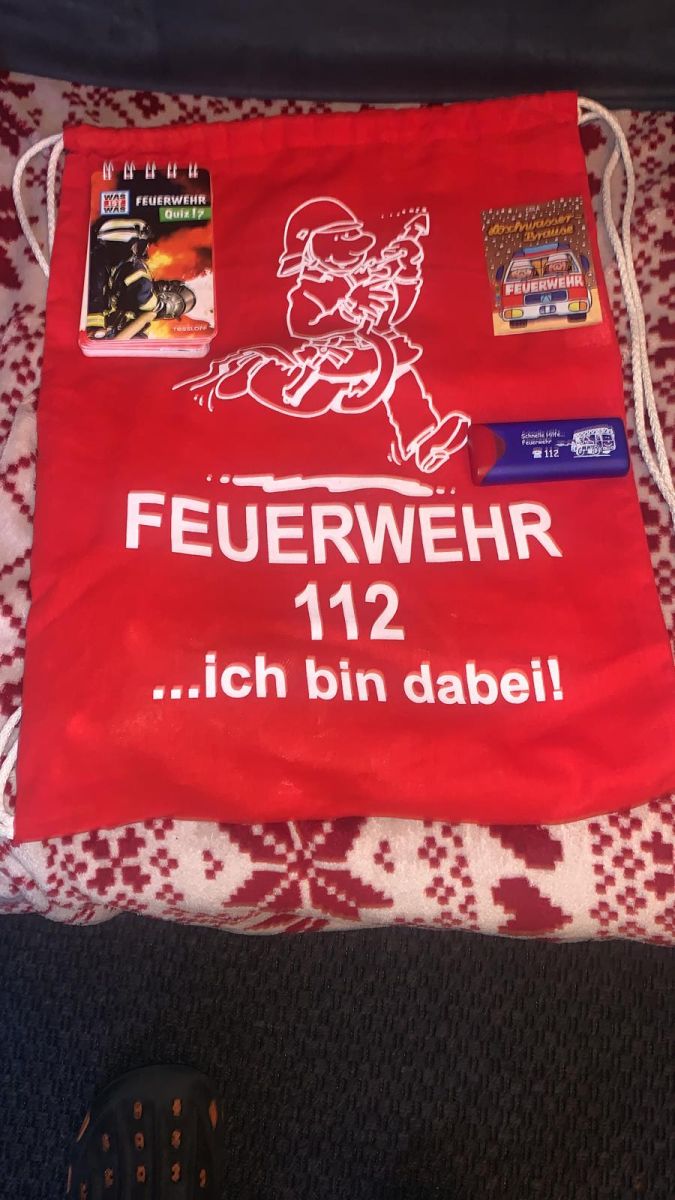 WAS IST WAS
FEUERWEHR
Quiz!?
TESSLOFF
Löschwasser
Brause
FEUERWEHR
Schnelle Hilfe...
Feuerwehr
☎ 112
FEUERWEHR
112
...ich bin dabei!